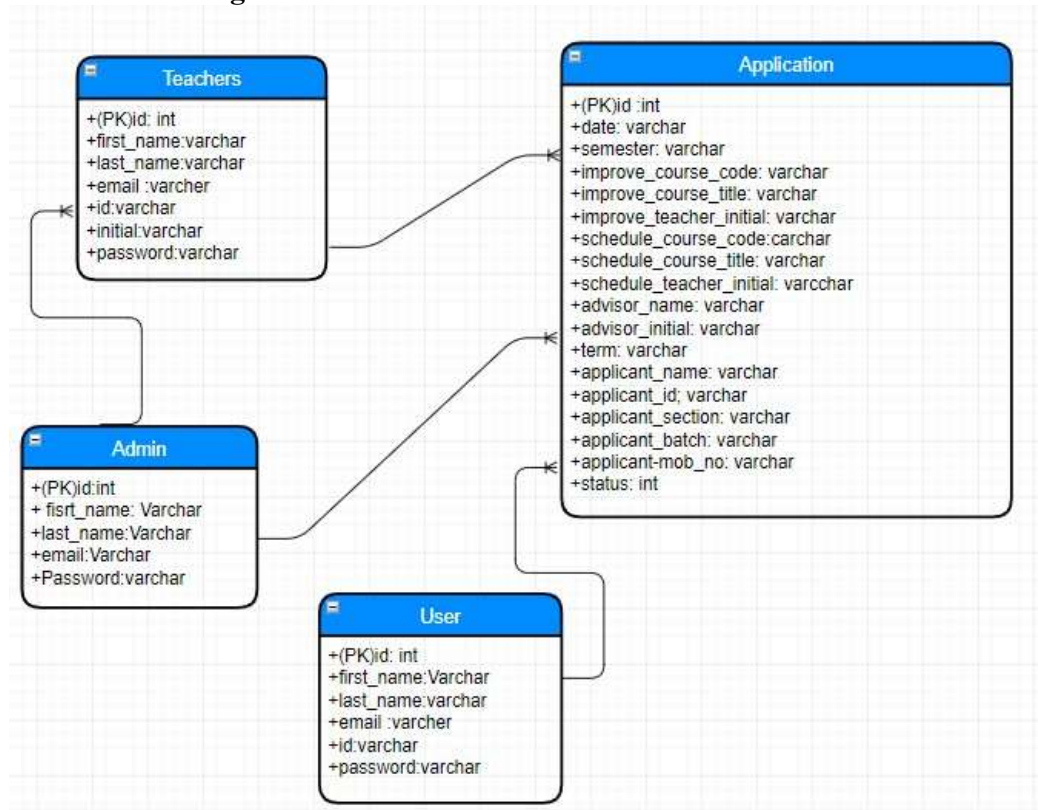 Teachers
+(PK)id: int
+first_name:varchar
+last_name:varchar
+email :varcher
+id:varchar
+initial:varchar
+password:varchar
Application
+(PK)id :int
+date: varchar
+semester: varchar
+improve_course_code: varchar
+improve_course_title: varchar
+improve_teacher_initial: varchar
+schedule_course_code:carchar
+schedule_course_title: varchar
+schedule_teacher_initial: varcchar
+advisor_name: varchar
+advisor_initial: varchar
+term: varchar
+applicant_name: varchar
+applicant_id; varchar
+applicant_section: varchar
+applicant_batch: varchar
+applicant-mob_no: varchar
+status: int
Admin
+(PK)id:int
+ fisrt_name: Varchar
+last_name:Varchar
+email:Varchar
+Password:varchar
User
+(PK)id: int
+first_name:Varchar
+last_name:varchar
+email :varcher
+id:varchar
+password:varchar